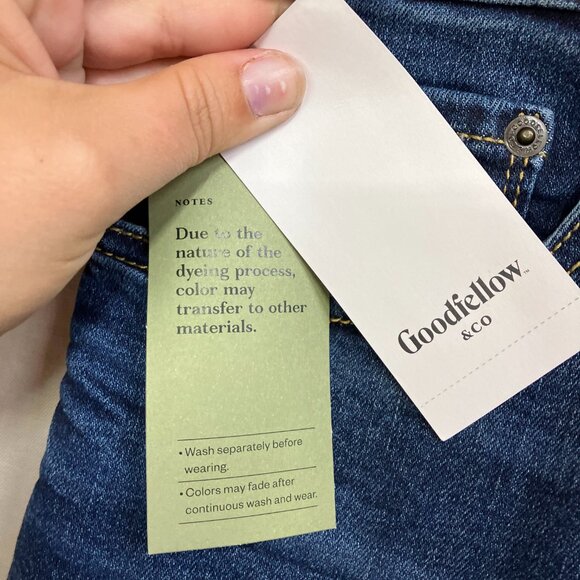 NOTES
Due to the
nature of the
dyeing process,
color may
transfer to other
materials.
• Wash separately before
wearing.
• Colors may fade after
continuous wash and wear.
Goodfellow™
&CO